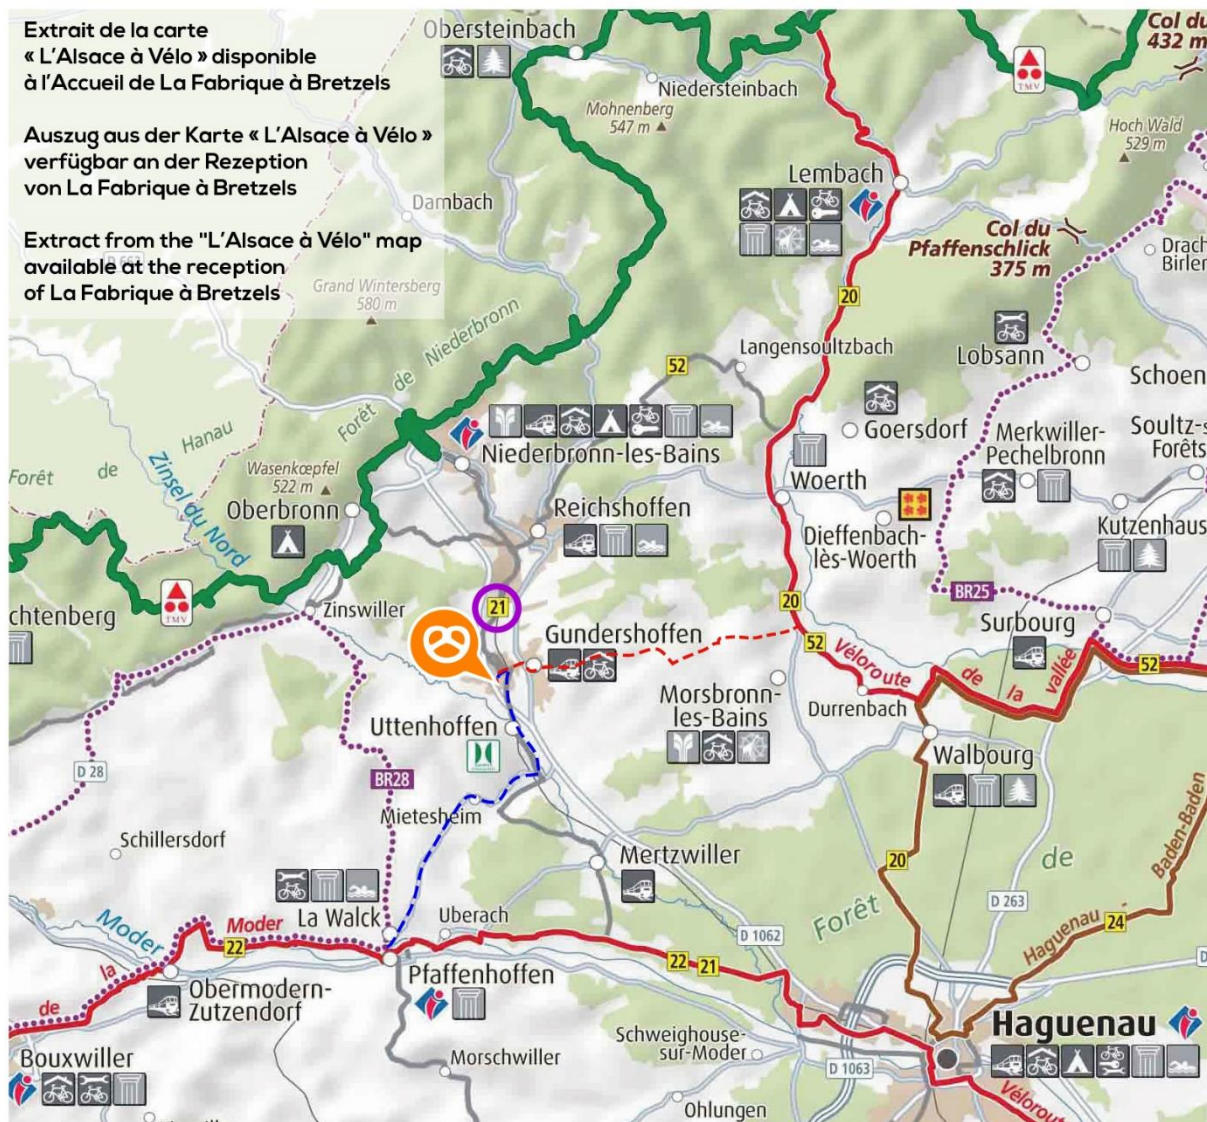 Extrait de la carte
« L'Alsace à Vélo » disponible
à l'Accueil de La Fabrique à Bretzels
Auszug aus der Karte « L'Alsace à Vélo »
verfügbar an der Rezeption
von La Fabrique à Bretzels
Extract from the "L'Alsace à Vélo" map
available at the reception
of La Fabrique à Bretzels
Obersteinbach
Niedersteinbach
Mohnenberg
547 m
Col du
432 m
TMV
Hoch Wald
529 m
Lembach
Dambach
Col du
Pfaffenschlick
375 m
Drach
Birler
Grand Wintersberg
580 m
20
Forêt de Niederbronn
Langensoultzbach
52
Lobsann
Schoen
Goersdorf
Merkwiller-
Pechelbronn
Soultz-s
Forêts
Hanau
Forêt de
Zinsel du Nord
Wasenkœpfel
522 m
Niederbronn-les-Bains
Oberbronn
Reichshoffen
Woerth
Dieffenbach-
lès-Woerth
Kutzenhaus
BR25
TMV
chtenberg
Zinswiller
21
20
Surbourg
Gundershoffen
52
Véloroute de la vallée
52
Morsbronn-
les-Bains
Durrenbach
Uttenhoffen
Walbourg
D 28
BR28
Mietesheim
Schillersdorf
Mertzwiller
20
Baden-Baden
de
La Walck
Uberach
Forêt
D 263
Haguenau
24
Moder
Moder
22
D 1062
22
21
de la
Pfaffenhoffen
Obermodern-
Zutzendorf
Haguenau
Schweighouse-
sur-Moder
Bouxwiller
Morschwiller
D 1063
Véloroute
Ohlungen